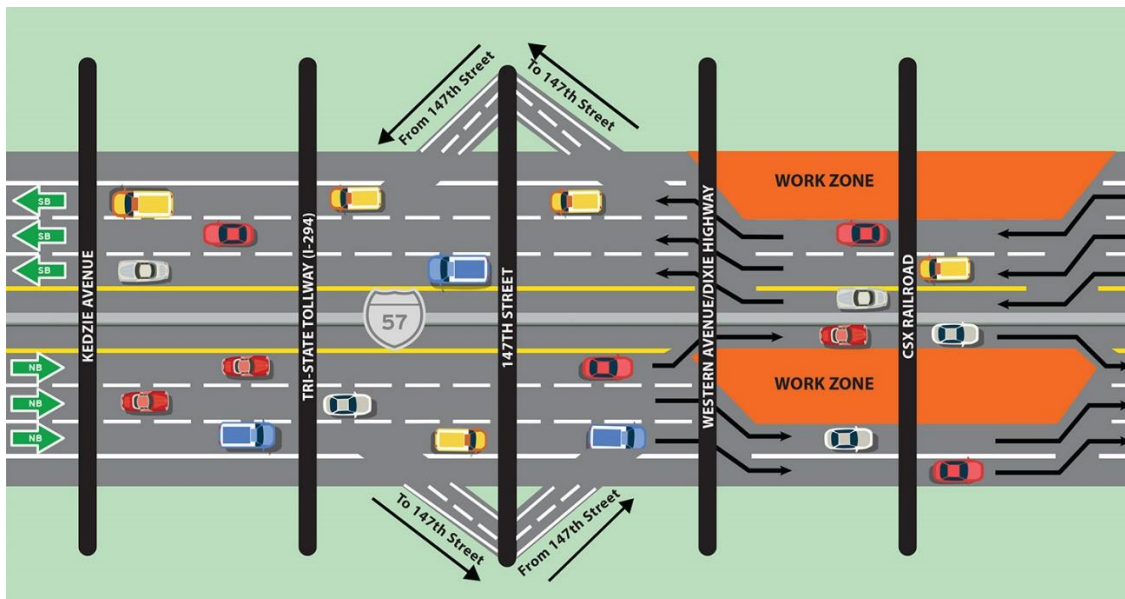 From 147th Street
To 147th Street
WORK ZONE
SB
SB
SB
KEDZIE AVENUE
TRI-STATE TOLLWAY (I-294)
57
147TH STREET
WESTERN AVENUE/DIXIE HIGHWAY
CSX RAILROAD
NB
NB
NB
WORK ZONE
To 147th Street
From 147th Street